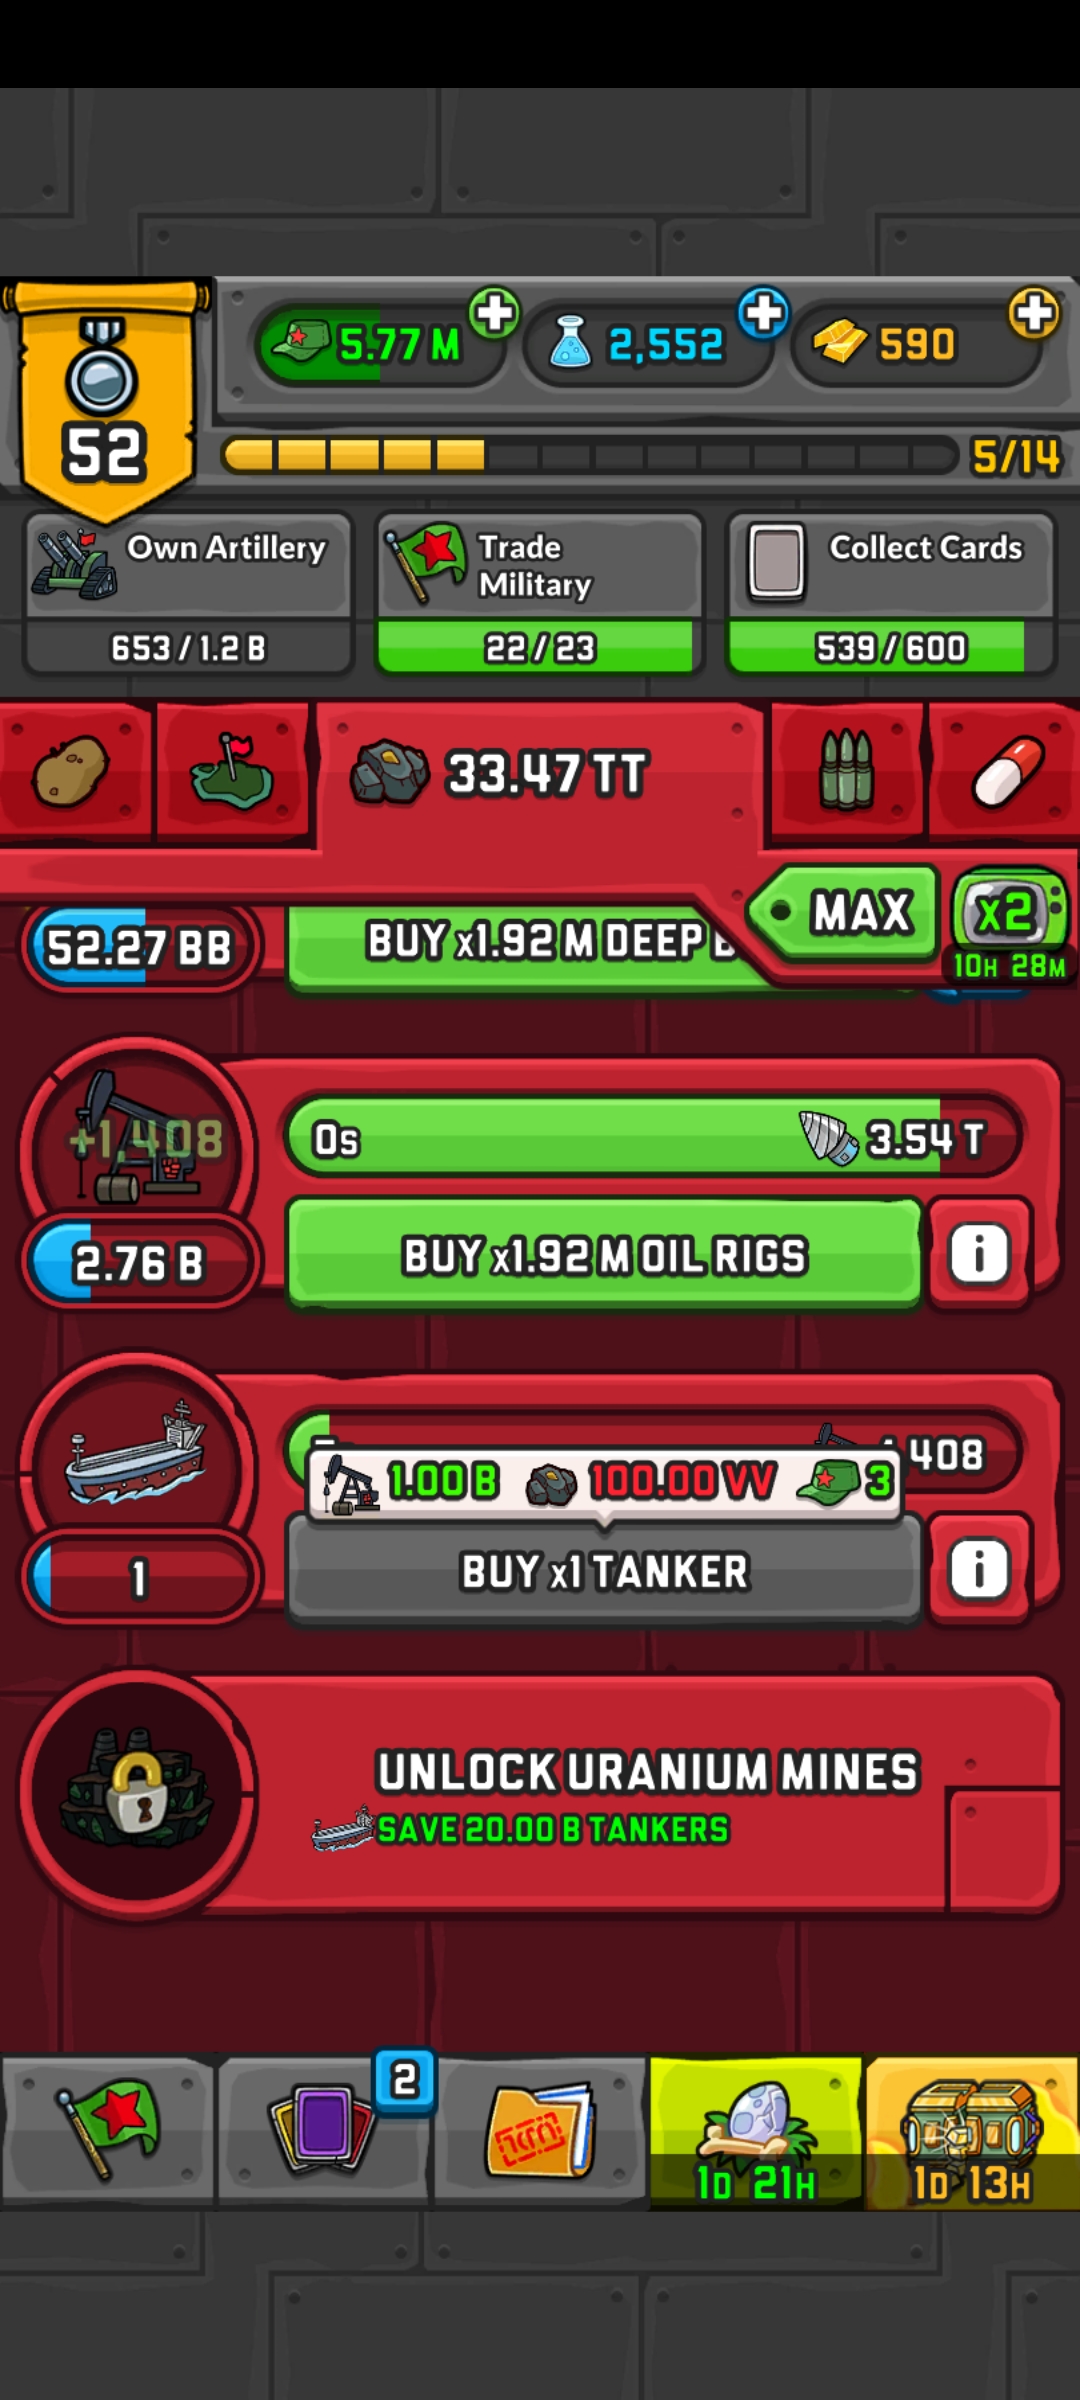 5.77 M
2,552
590
52
5/14
Own Artillery
653 / 1.2 B
Trade
Military
22 / 23
Collect Cards
539 / 600
33.47 TT
MAX
x2
10H 28M
52.27 BB
BUY x1.92 M DEEP
+1,408
0s
3.54 T
2.76 B
BUY x1.92 M OIL RIGS
i
408
1.00 B
100.00 VV
3
1
BUY x1 TANKER
i
UNLOCK URANIUM MINES
SAVE 20.00 B TANKERS
2
1D 21H
1D 13H